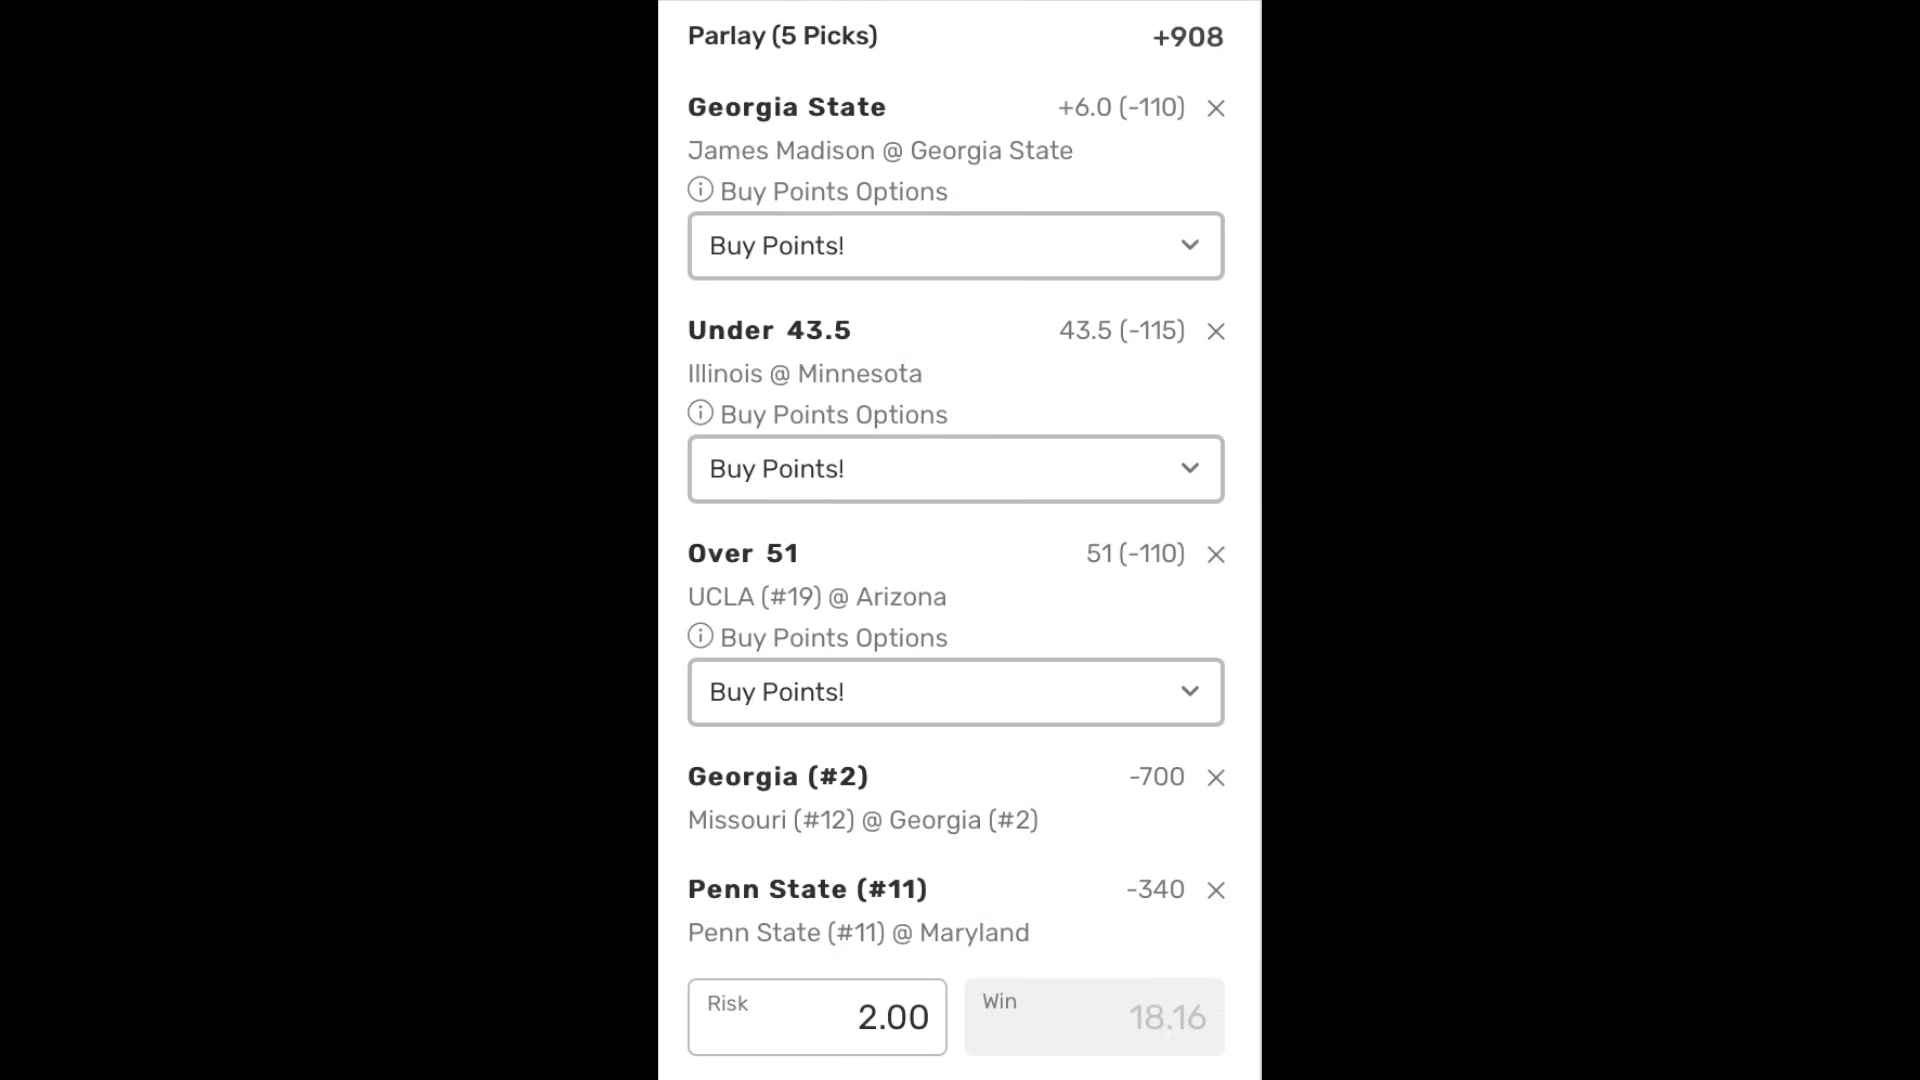 Parlay (5 Picks) +908
Georgia State +6.0 (-110)
James Madison @ Georgia State
Buy Points Options
Buy Points!
Under 43.5 43.5 (-115)
Illinois @ Minnesota
Buy Points Options
Buy Points!
Over 51 51 (-110)
UCLA (#19) @ Arizona
Buy Points Options
Buy Points!
Georgia (#2) -700
Missouri (#12) @ Georgia (#2)
Penn State (#11) -340
Penn State (#11) @ Maryland
Risk 2.00 Win 18.16